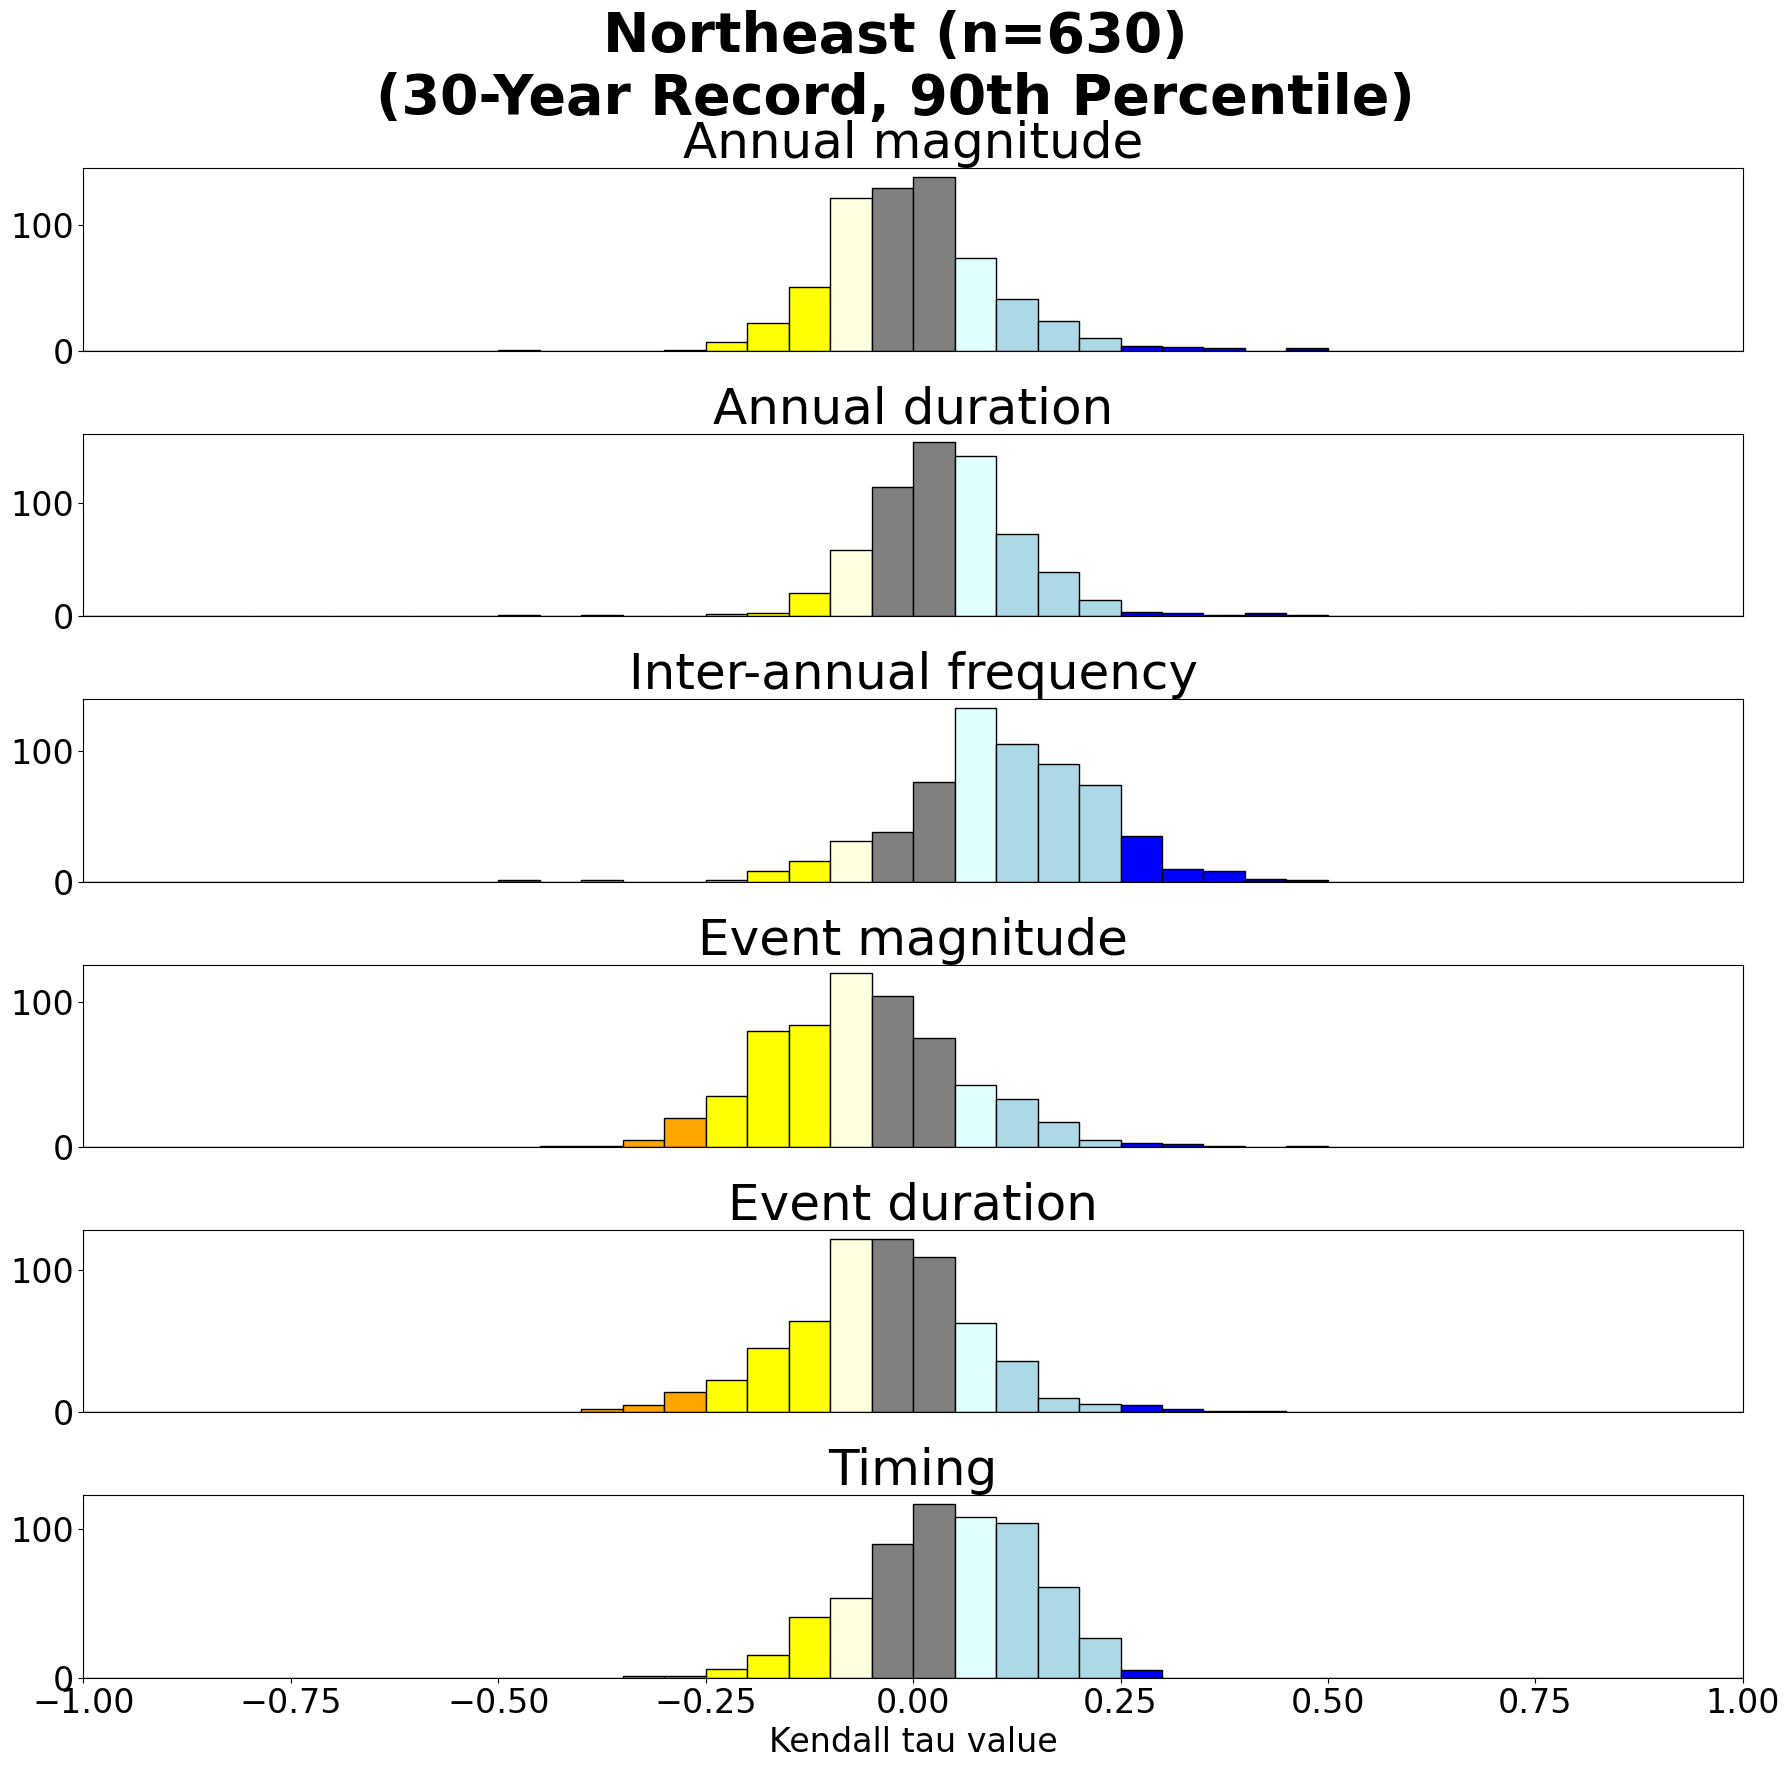 Northeast (n=630)
(30-Year Record, 90th Percentile)
Annual magnitude
100
0
Annual duration
100
0
Inter-annual frequency
100
0
Event magnitude
100
0
Event duration
100
0
Timing
100
0
−1.00 −0.75 −0.50 −0.25 0.00 0.25 0.50 0.75 1.00
Kendall tau value